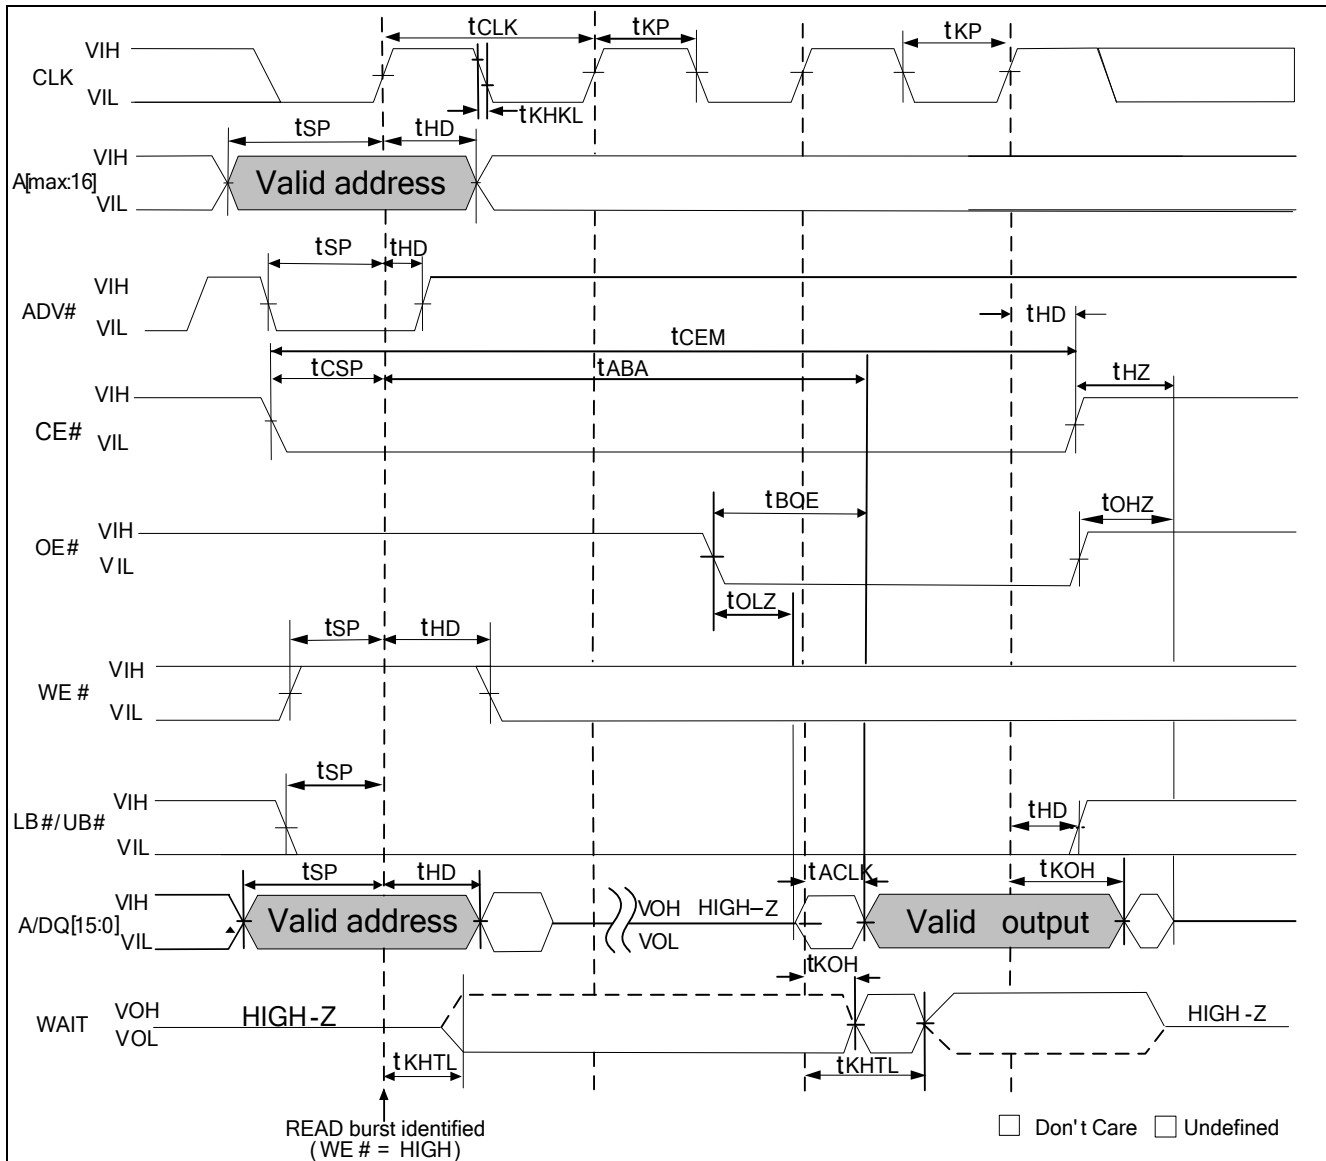 tCLK
tKP
tKP
VIH
CLK
VIL
tKHKL
tSP
tHD
VIH
A[max:16]
VIL
Valid address
tSP
tHD
VIH
ADV#
VIL
tHD
tCEM
tCSP
tABA
tHZ
VIH
CE#
VIL
tBOE
tOHZ
VIH
OE#
VIL
tOLZ
tSP
tHD
VIH
WE #
VIL
tSP
VIH
LB#/UB#
VIL
tHD
tSP
tHD
tACLK
tKOH
VIH
A/DQ[15:0]
VIL
Valid address
VOH
HIGH-Z
VOL
Valid output
tKOH
VOH
WAIT
VOL
HIGH-Z
HIGH-Z
tKHTL
tKHTL
READ burst identified
(WE # = HIGH)
Don't Care
Undefined